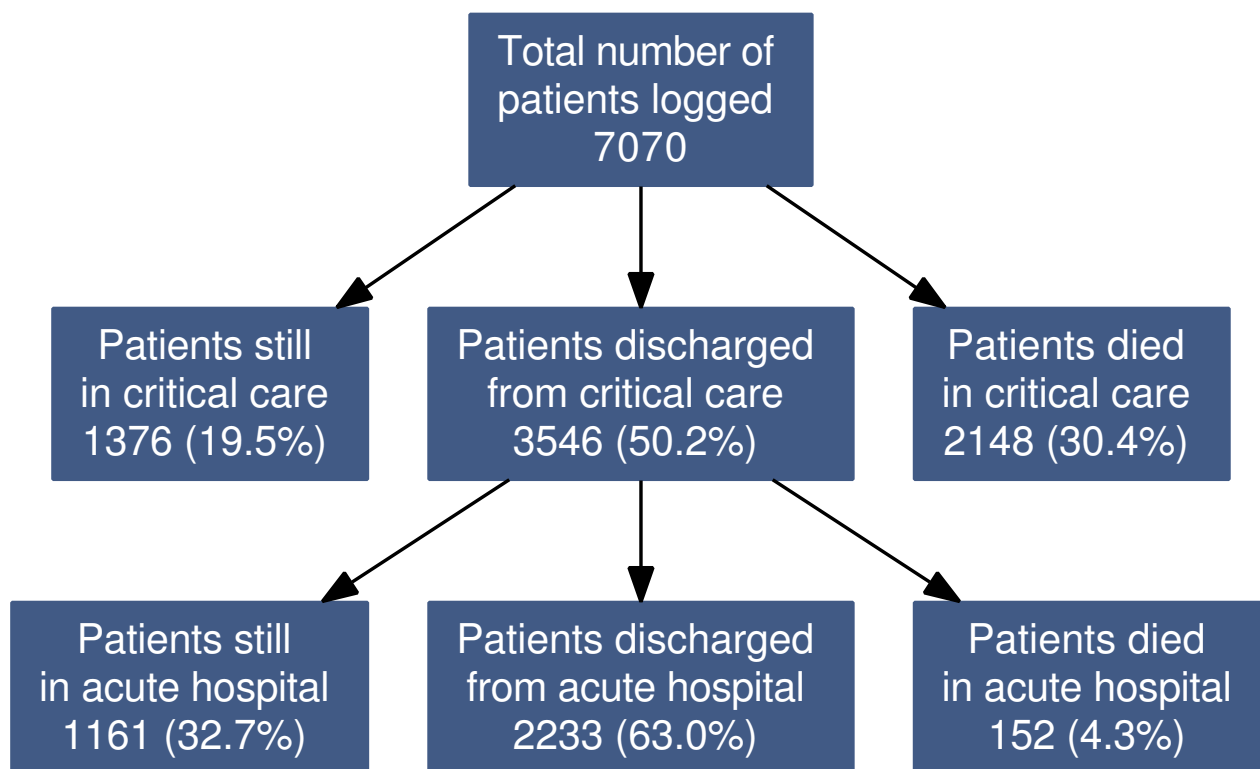 Total number of
patients logged
7070
Patients still
in critical care
1376 (19.5%)
Patients discharged
from critical care
3546 (50.2%)
Patients died
in critical care
2148 (30.4%)
Patients still
in acute hospital
1161 (32.7%)
Patients discharged
from acute hospital
2233 (63.0%)
Patients died
in acute hospital
152 (4.3%)